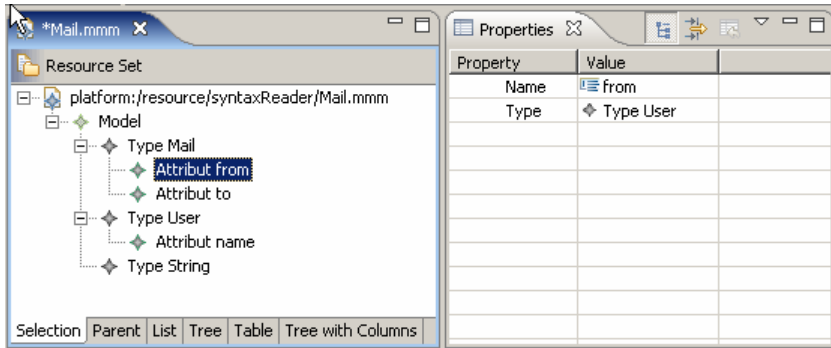 *Mail.mmm
Resource Set
platform:/resource/syntaxReader/Mail.mmm
Model
Type Mail
Attribut from
Attribut to
Type User
Attribut name
Type String
Selection Parent List Tree Table Tree with Columns
Properties
Property Value
Name from
Type Type User